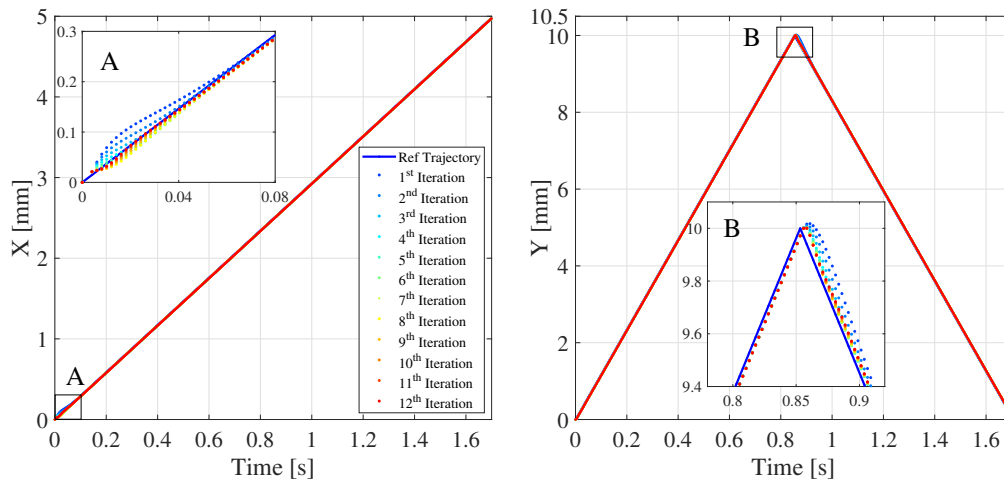 5
4
3
2
1
0
X [mm]
0
0.2
0.4
0.6
0.8
1
1.2
1.4
1.6
Time [s]
A
A
0.3
0.2
0.1
0
0
0.04
0.08
Ref Trajectory
1st Iteration
2nd Iteration
3rd Iteration
4th Iteration
5th Iteration
6th Iteration
7th Iteration
8th Iteration
9th Iteration
10th Iteration
11th Iteration
12th Iteration
10.5
10
8
6
4
2
0
Y [mm]
0
0.2
0.4
0.6
0.8
1
1.2
1.4
1.6
Time [s]
B
B
10
9.8
9.6
9.4
0.8
0.85
0.9